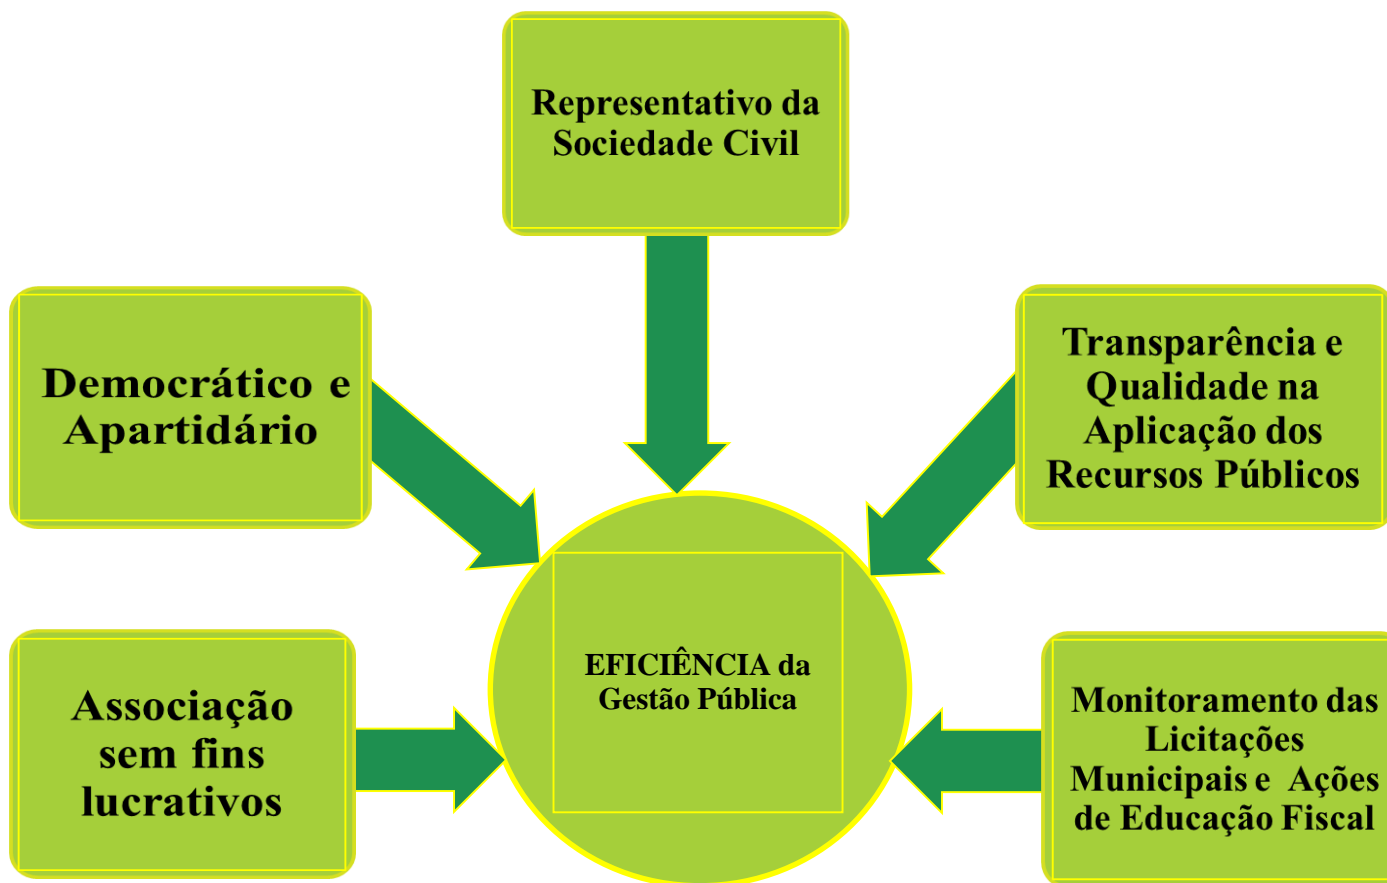 Representativo da
Sociedade Civil
Democrático e
Apartidário
Transparência e
Qualidade na
Aplicação dos
Recursos Públicos
EFICIÊNCIA da
Gestão Pública
Associação
sem fins
lucrativos
Monitoramento das
Licitações
Municipais e Ações
de Educação Fiscal